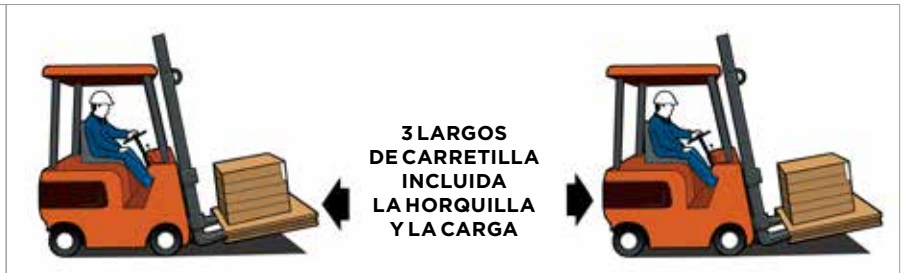 3 LARGOS
DE CARRETILLA
INCLUIDA
LA HORQUILLA
Y LA CARGA